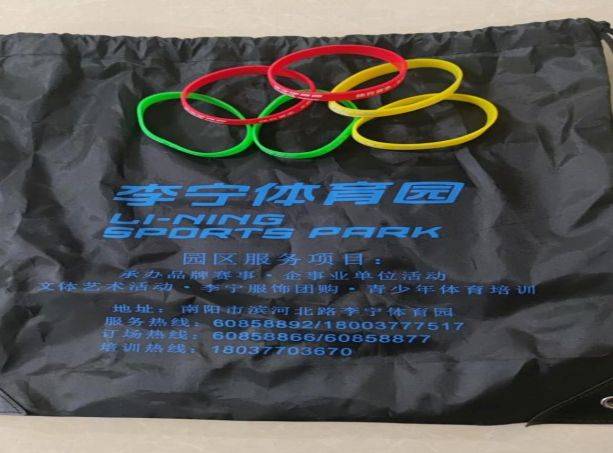 李宁体育园
LI-NING
SPORTS PARK
园区服务项目：
承办品牌赛事·企事业单位活动
文体艺术活动·李宁服饰团购·青少年体育培训
地址：南阳市滨河北路李宁体育园
服务热线：60858892/18003777517
订场热线：60858866/60858877
培训热线：18037703670